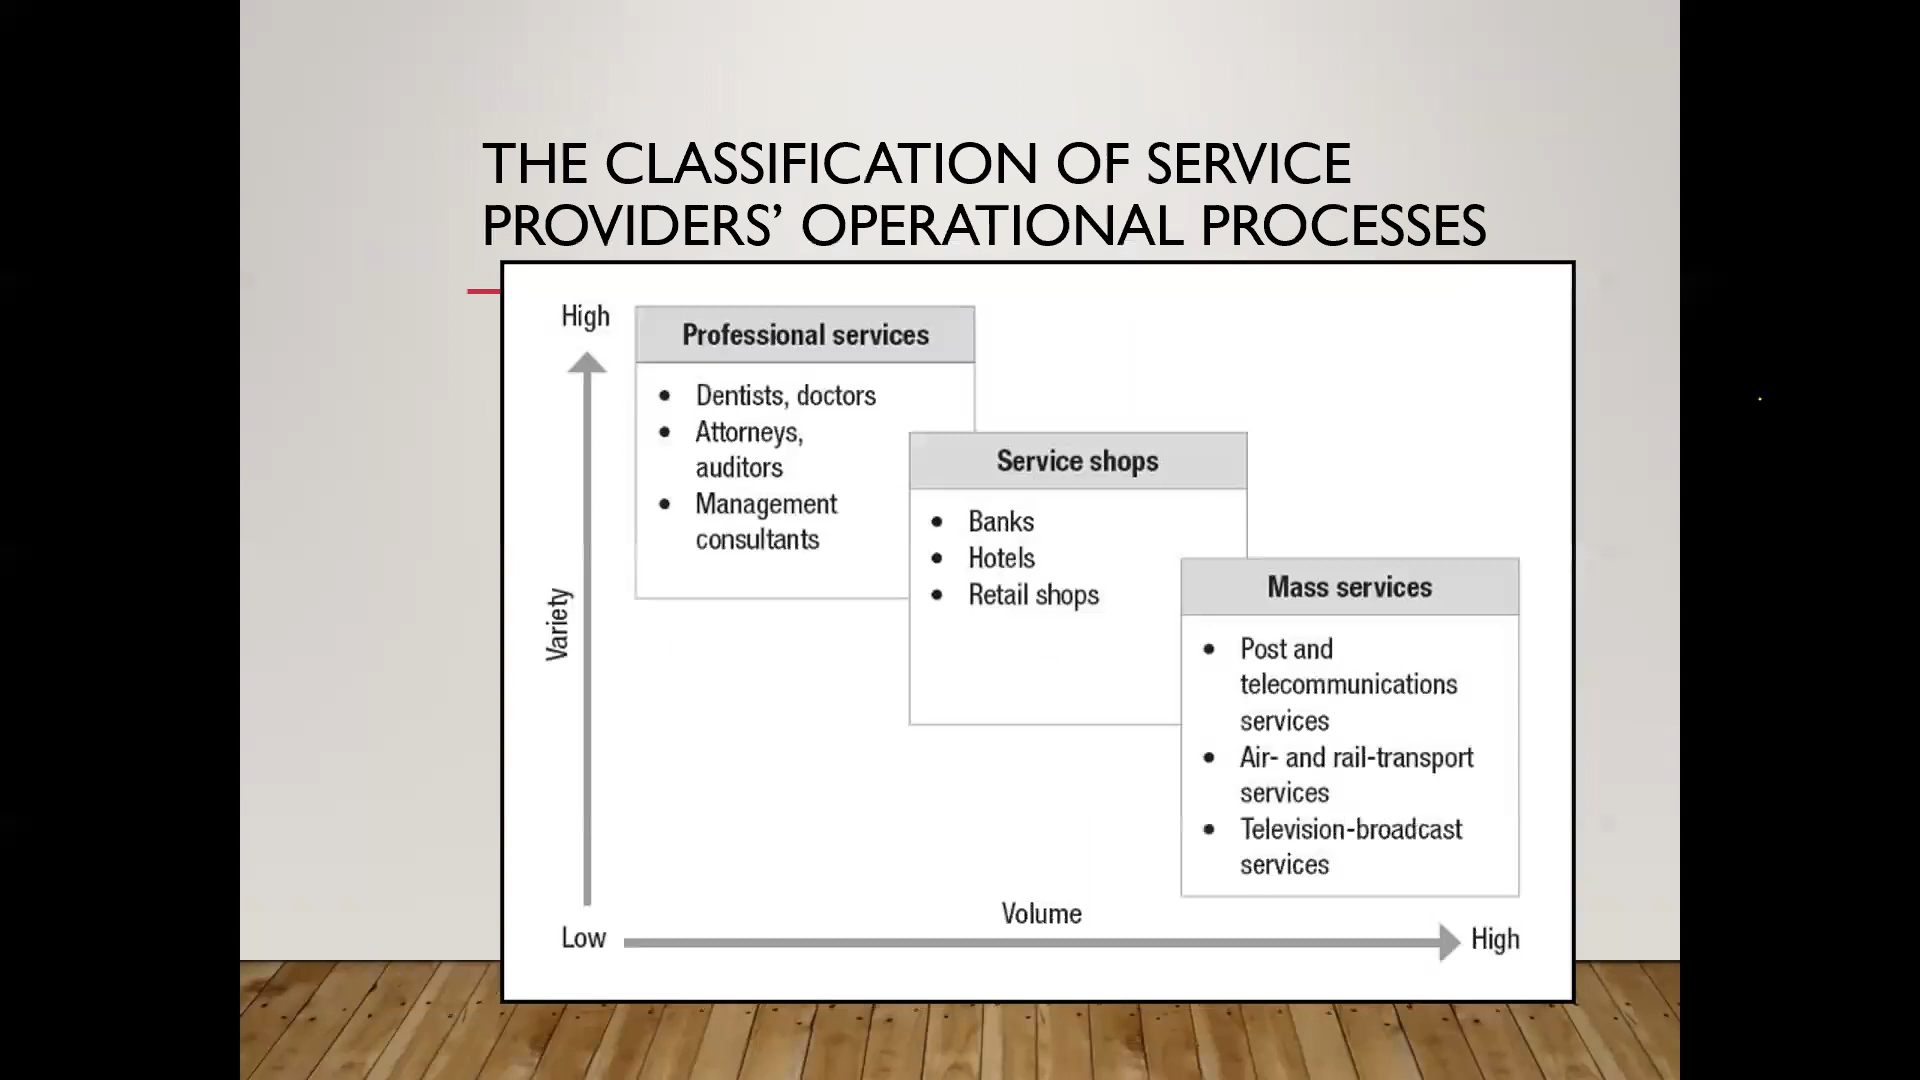 THE CLASSIFICATION OF SERVICE
PROVIDERS’ OPERATIONAL PROCESSES
High
Professional services
• Dentists, doctors
• Attorneys,
auditors
• Management
consultants
Service shops
• Banks
• Hotels
• Retail shops
Mass services
• Post and
telecommunications
services
• Air- and rail-transport
services
• Television-broadcast
services
Variety
Volume
Low
High